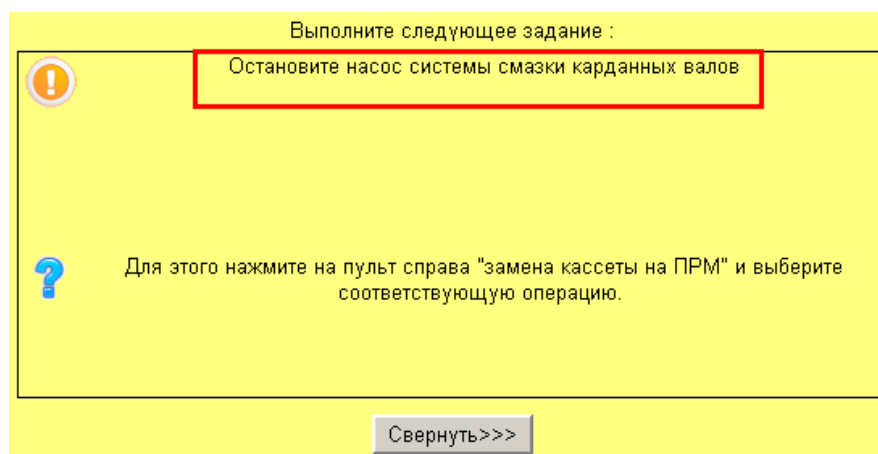 Выполните следующее задание :
Остановите насос системы смазки карданных валов
Для этого нажмите на пульт справа "замена кассеты на ПРМ" и выберите
соответствующую операцию.
Свернуть>>>